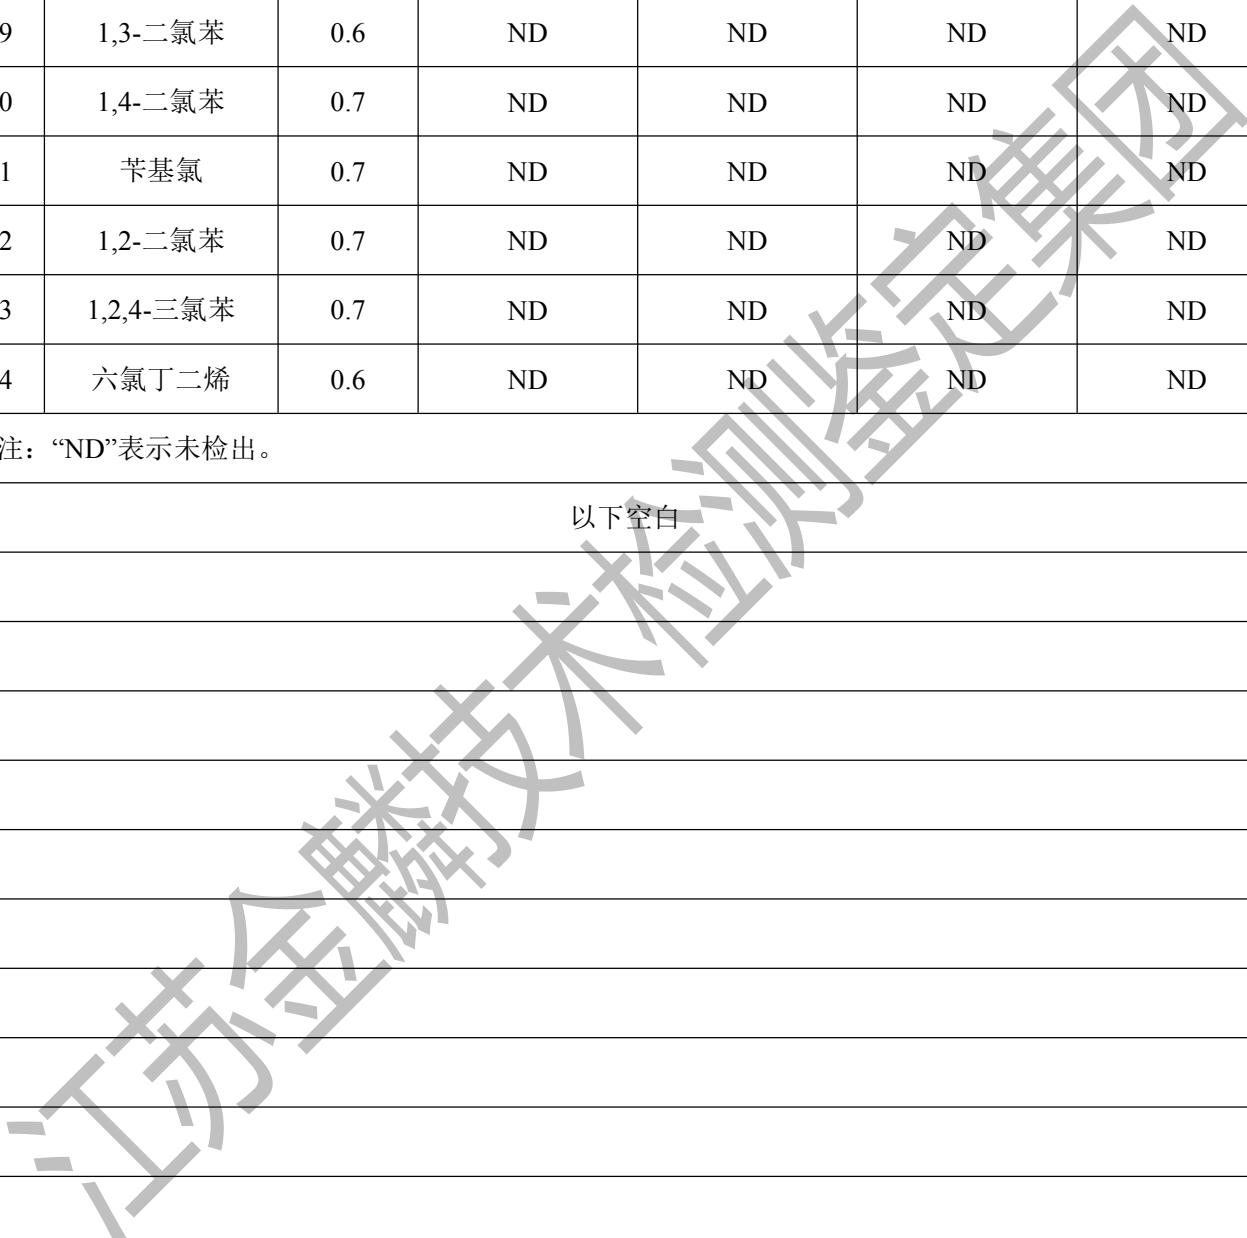 9 1,3-二氯苯 0.6 ND ND ND ND
0 1,4-二氯苯 0.7 ND ND ND ND
1 苄基氯 0.7 ND ND ND ND
2 1,2-二氯苯 0.7 ND ND ND ND
3 1,2,4-三氯苯 0.7 ND ND ND ND
4 六氯丁二烯 0.6 ND ND ND ND
注：“ND”表示未检出。
以下空白
江苏金麟技术检测鉴定集团